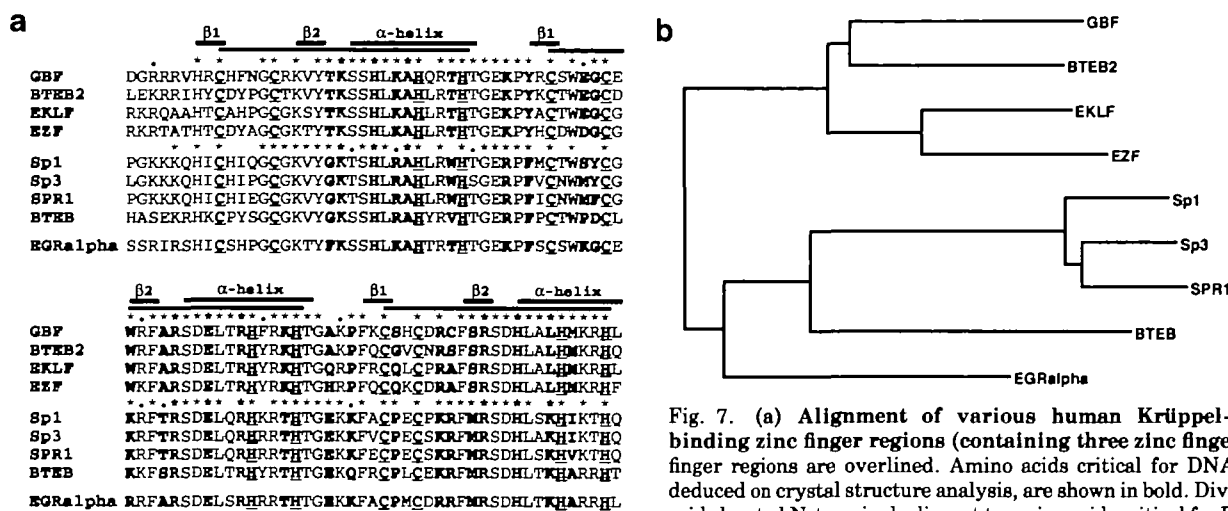 a
β1 β2 α-helix β1
GBF DGRRRVHRCHFNGCRKVYTKSSHLKAHQRTHTGEKPYRCSWEGCE
BTEB2 LEKRRIHYCDYPGCTKVYTKSSHLKAHLRTHTGEKPYKCTWEGCD
EKLF RKRQAAHTCAHPGCGKSYTKSSHLKAHLRTHTGEKPYACTWEGCG
EZF RKRTATHTCDYAGCGKTYTKSSHLKAHLRTHTGEKPYHCDWDGCG
Sp1 PGKKKQHICHIQGCGKVYGKTSHLRAHLRWHTGERPFMCTWSYCG
Sp3 LGKKKQHICHIPGCGKVYGKTSHLRAHLRWHSGERPFVCNWMYCG
SPR1 PGKKKQHICHIEGCGKVYGKTSHLRAHLRWHTGERPFICNWMFCG
BTEB HASEKRHKCPYSGCGKVYGKSSHLKAHYRVHTGERPFPCTWPDCL
EGRalpha SSRIRSHICSHPGCGKTYFKSSHLKAHTRTHTGEKPFSCSWKGCE
β2 α-helix β1 β2 α-helix
GBF WRFARSDELTRHFRKHTGAKPFKCSHCDRCFSRSDHLALHMKRHL
BTEB2 WRFARSDELTRHYRKHTGAKPFQCGVCNRSFSRSDHLALHMKRHQ
EKLF WRFARSDELTRHYRKHTGQRPFRCQLCPRAFSRSDHLALHMKRHL
EZF WKFARSDELTRHYRKHTGHRPFQCQKCDRAFSRSDHLALHMKRHF
Sp1 KRFTRSDELQRHKRTHTGEKKFACPECPKRFMRSDHLSKHIKTHQ
Sp3 KRFTRSDELQRHRRTHTGEKKFVCPECSKRFMRSDHLAKHIKTHQ
SPR1 KRFTRSDELQRHRRTHTGEKRFECPECSKRFMRSDHLSKHVKTHQ
BTEB KKFSRSDELTRHYRTHTGEKQFRCPLCEKRFMRSDHLTKHARRHT
EGRalpha RRFARSDELSRHRRTHTGEKKFACPMCDRRFMRSDHLTKHARRHL
b
GBF
BTEB2
EKLF
EZF
Sp1
Sp3
SPR1
BTEB
EGRalpha
Fig. 7. (a) Alignment of various human Krüppel-
binding zinc finger regions (containing three zinc finge
finger regions are overlined. Amino acids critical for DNA
deduced on crystal structure analysis, are shown in bold. Div